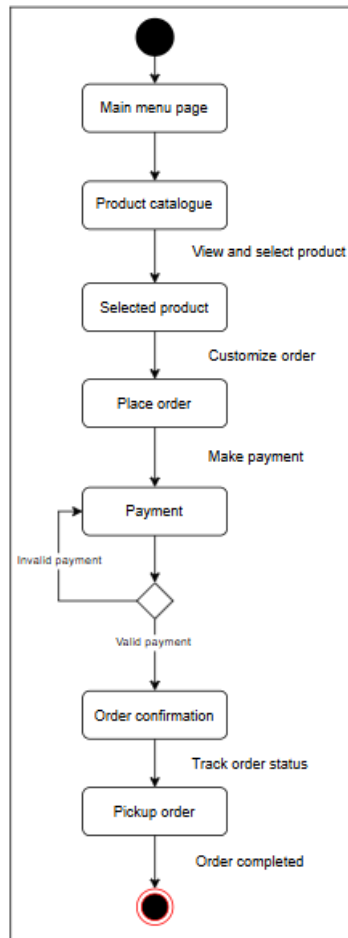 Main menu page
Product catalogue
View and select product
Selected product
Customize order
Place order
Make payment
Payment
Invalid payment
Valid payment
Order confirmation
Track order status
Pickup order
Order completed